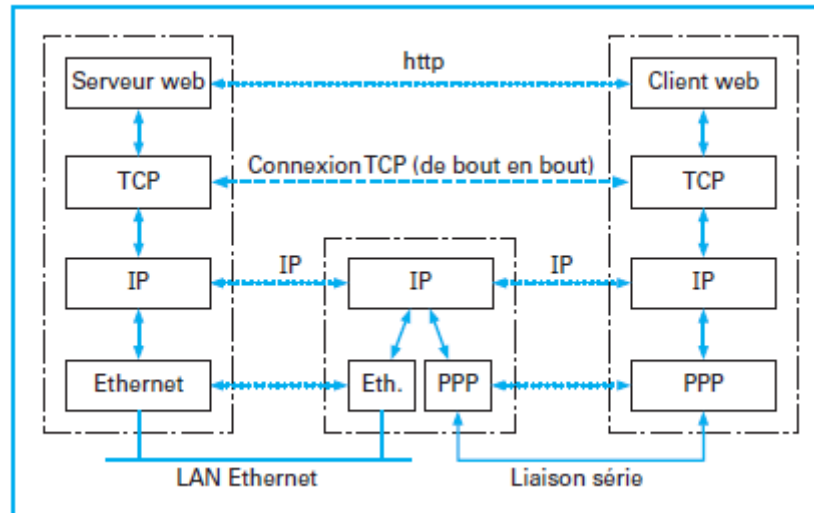 http
Serveur web
Client web
Connexion TCP (de bout en bout)
TCP
TCP
IP
IP
IP
IP
IP
Ethernet
Eth.
PPP
PPP
LAN Ethernet
Liaison série